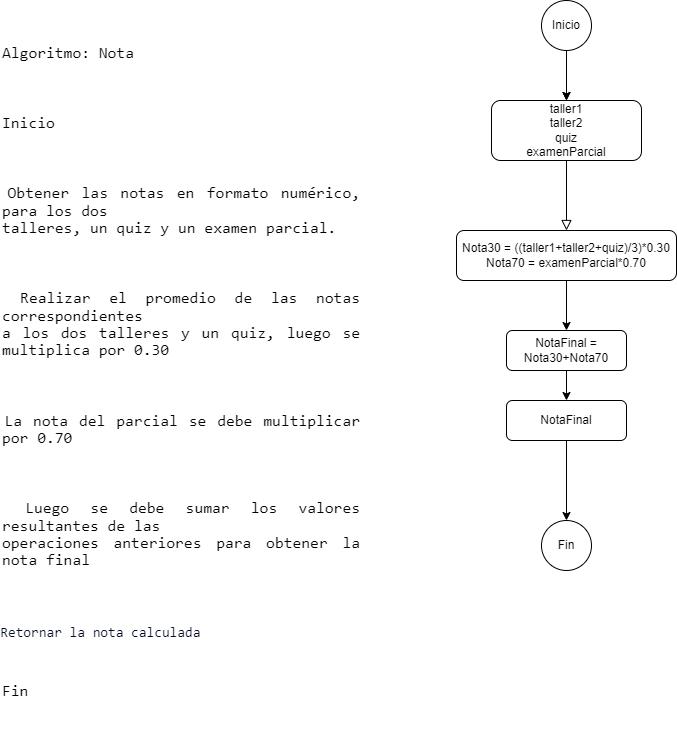 Algoritmo: Nota
Inicio
Obtener las notas en formato numérico,
para los dos
talleres, un quiz y un examen parcial.
Realizar el promedio de las notas
correspondientes
a los dos talleres y un quiz, luego se
multiplica por 0.30
La nota del parcial se debe multiplicar
por 0.70
Luego se debe sumar los valores
resultantes de las
operaciones anteriores para obtener la
nota final
Retornar la nota calculada
Fin
Inicio
taller1
taller2
quiz
examenParcial
Nota30 = ((taller1+taller2+quiz)/3)*0.30
Nota70 = examenParcial*0.70
NotaFinal =
Nota30+Nota70
NotaFinal
Fin